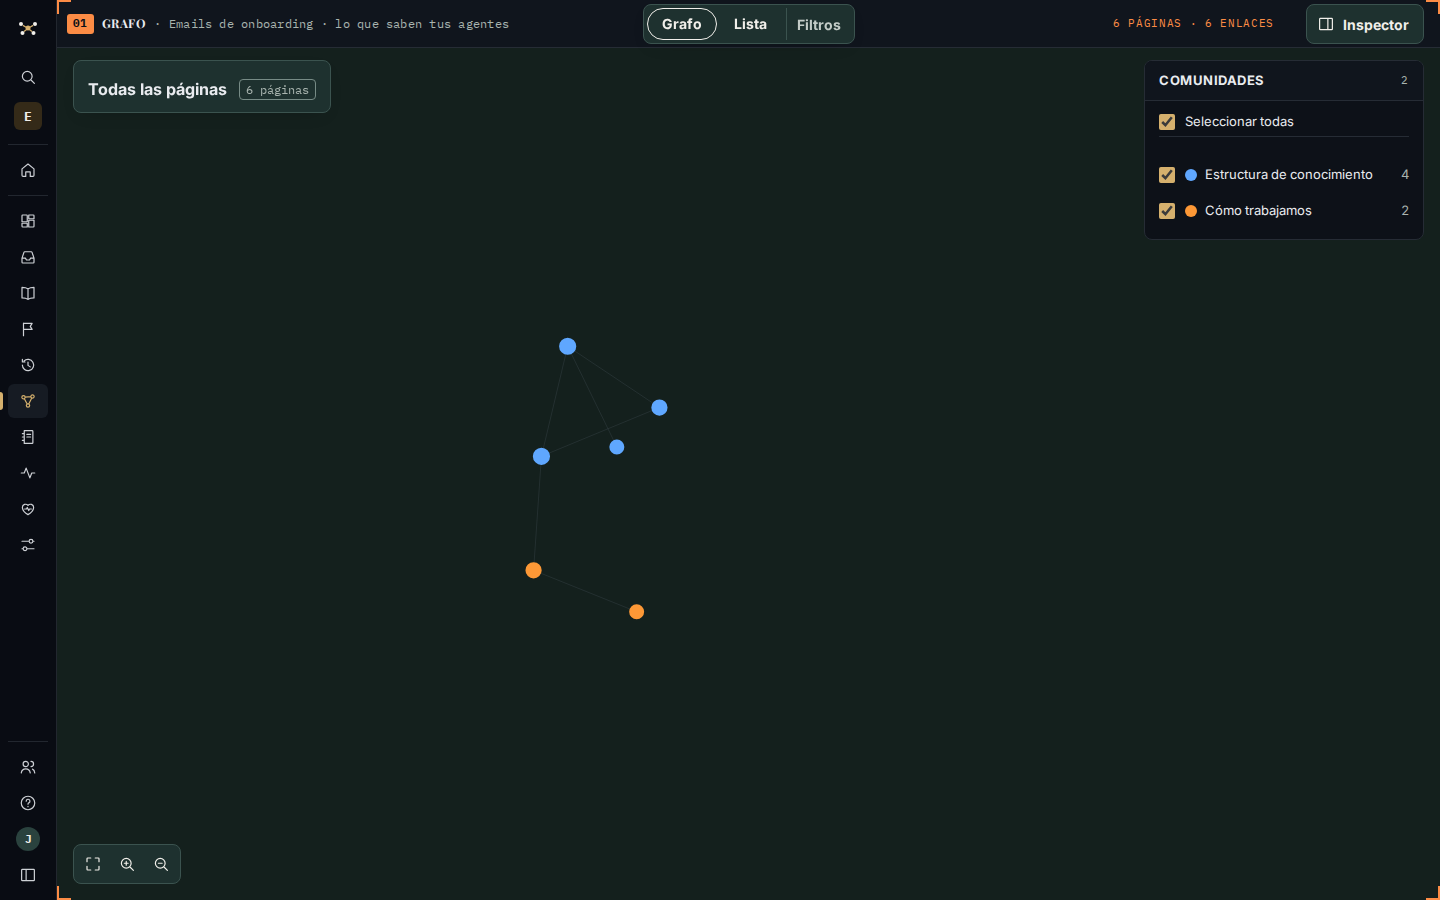 01 GRAFO · Emails de onboarding · lo que saben tus agentes
Grafo Lista Filtros
6 PÁGINAS · 6 ENLACES
Inspector
E
Todas las páginas 6 páginas
COMUNIDADES 2
Seleccionar todas
Estructura de conocimiento 4
Cómo trabajamos 2
J